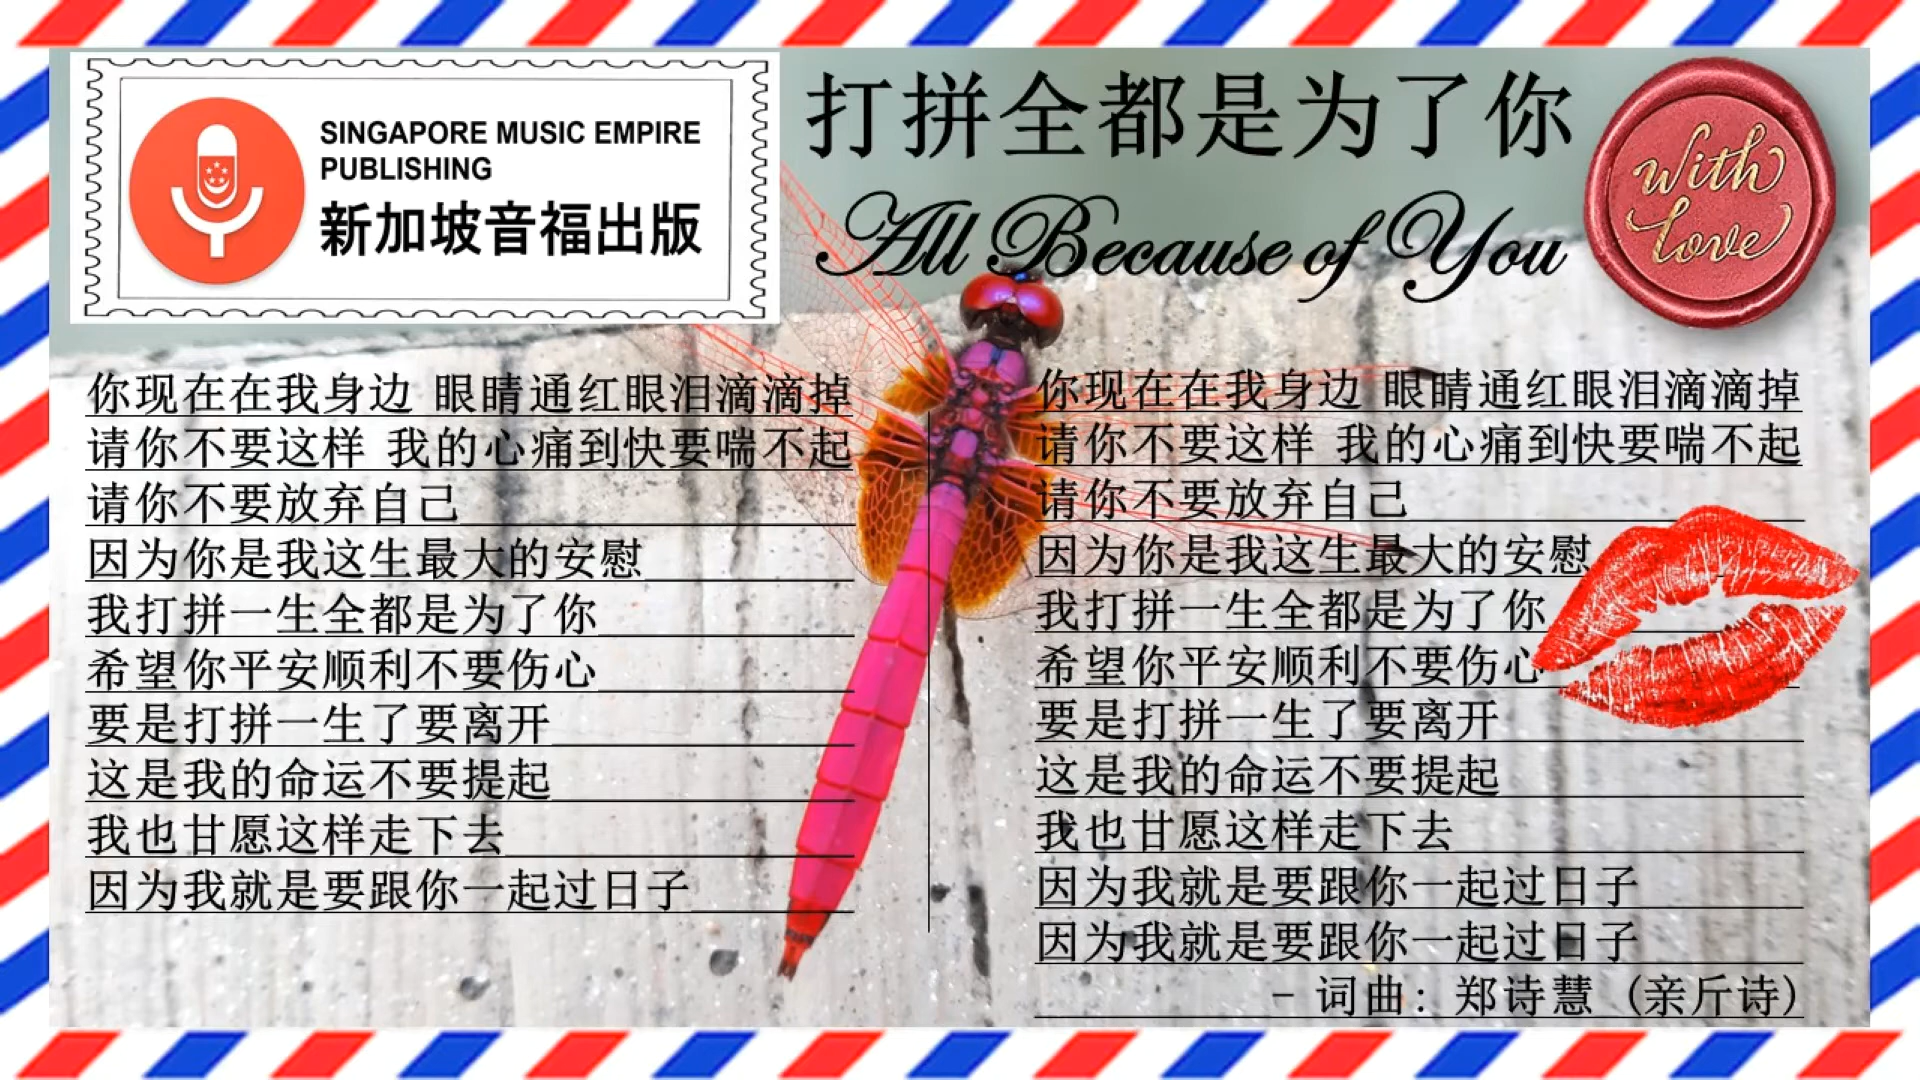 SINGAPORE MUSIC EMPIRE
PUBLISHING
新加坡音福出版
打拼全都是为了你
All Because of You
With
Love
你现在在我身边 眼睛通红眼泪滴滴掉
请你不要这样 我的心痛到快要喘不起
请你不要放弃自己
因为你是我这生最大的安慰
我打拼一生全都是为了你
希望你平安顺利不要伤心
要是打拼一生了要离开
这是我的命运不要提起
我也甘愿这样走下去
因为我就是要跟你一起过日子
你现在在我身边 眼睛通红眼泪滴滴掉
请你不要这样 我的心痛到快要喘不起
请你不要放弃自己
因为你是我这生最大的安慰
我打拼一生全都是为了你
希望你平安顺利不要伤心
要是打拼一生了要离开
这是我的命运不要提起
我也甘愿这样走下去
因为我就是要跟你一起过日子
因为我就是要跟你一起过日子
- 词曲: 郑诗慧 (亲斤诗)